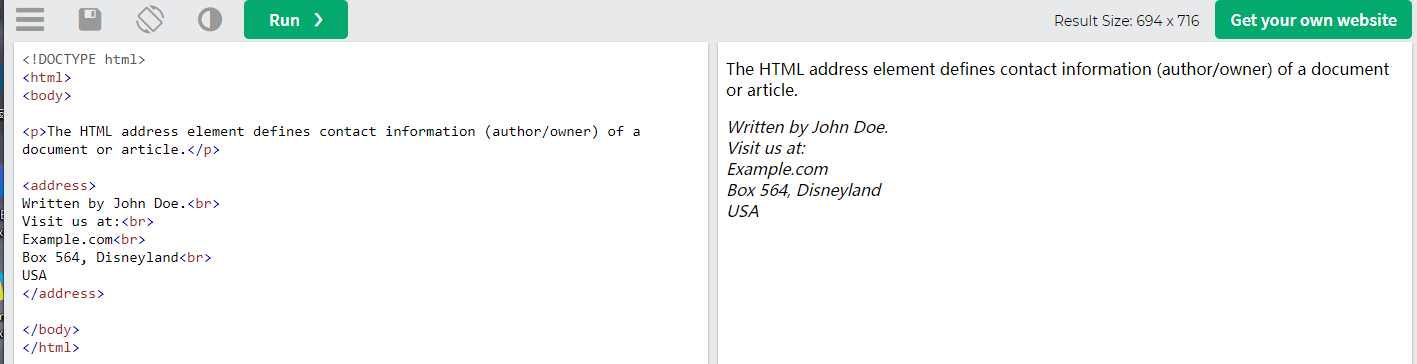 Run ❯
Result Size: 694 x 716
Get your own website
<!DOCTYPE html>
<html>
<body>
<p>The HTML address element defines contact information (author/owner) of a
document or article.</p>
<address>
Written by John Doe.<br>
Visit us at:<br>
Example.com<br>
Box 564, Disneyland<br>
USA
</address>
</body>
</html>
The HTML address element defines contact information (author/owner) of a document
or article.
Written by John Doe.
Visit us at:
Example.com
Box 564, Disneyland
USA